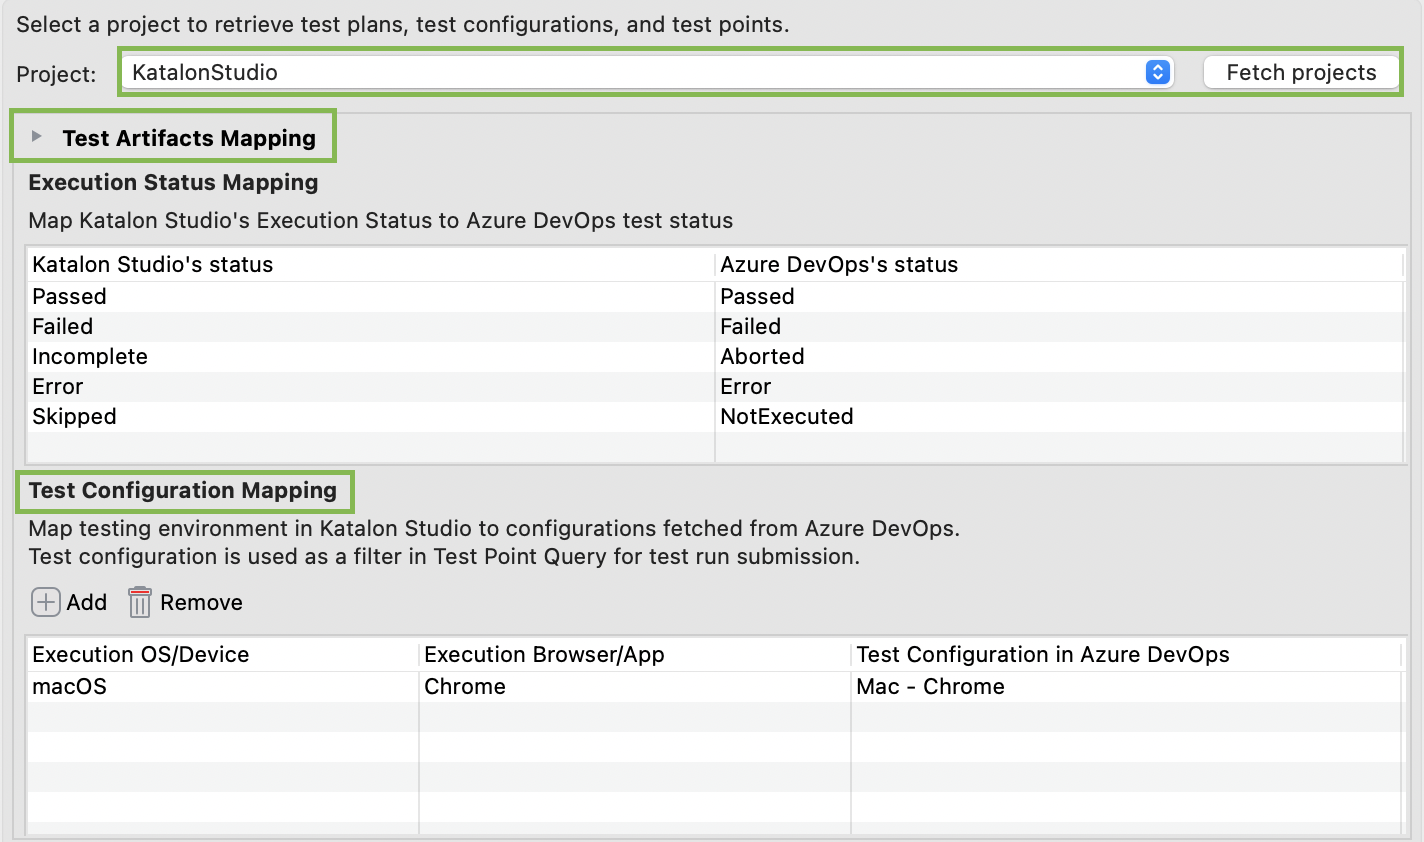 Select a project to retrieve test plans, test configurations, and test points.
Project: KatalonStudio Fetch projects
Test Artifacts Mapping
Execution Status Mapping
Map Katalon Studio's Execution Status to Azure DevOps test status
Katalon Studio's status Azure DevOps's status
Passed Passed
Failed Failed
Incomplete Aborted
Error Error
Skipped NotExecuted
Test Configuration Mapping
Map testing environment in Katalon Studio to configurations fetched from Azure DevOps.
Test configuration is used as a filter in Test Point Query for test run submission.
Add Remove
Execution OS/Device Execution Browser/App Test Configuration in Azure DevOps
macOS Chrome Mac - Chrome